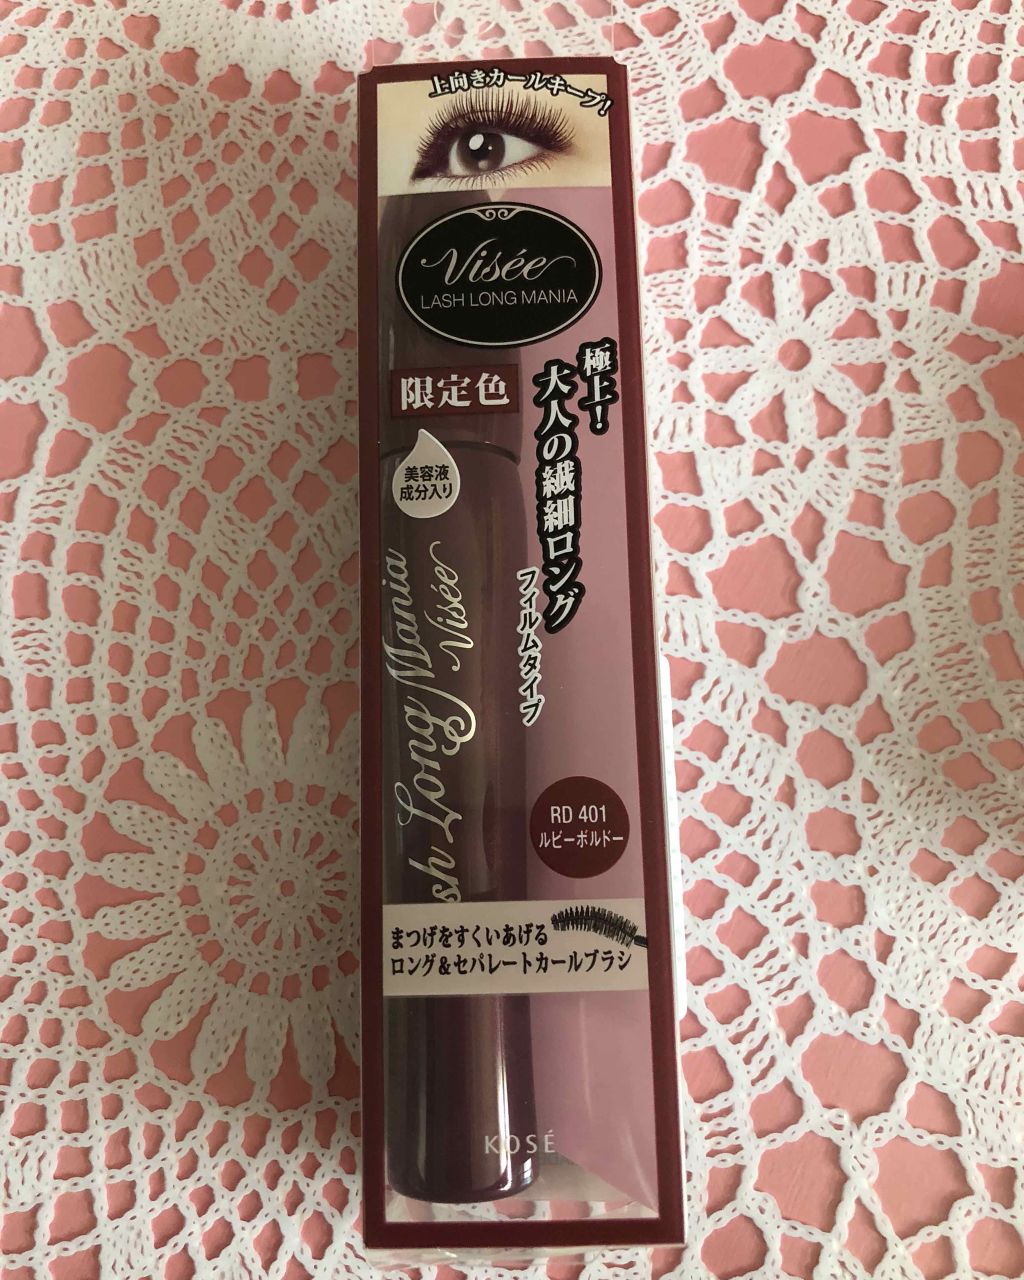 上向きカールキープ!
Visée
LASH LONG MANIA
極上!
大人の繊細ロング
フィルムタイプ
限定色
美容液
成分入り
sh Long Mania
Visée
RD 401
ルビーボルドー
まつげをすくいあげる
ロング&セパレートカールブラシ
KOSÉ